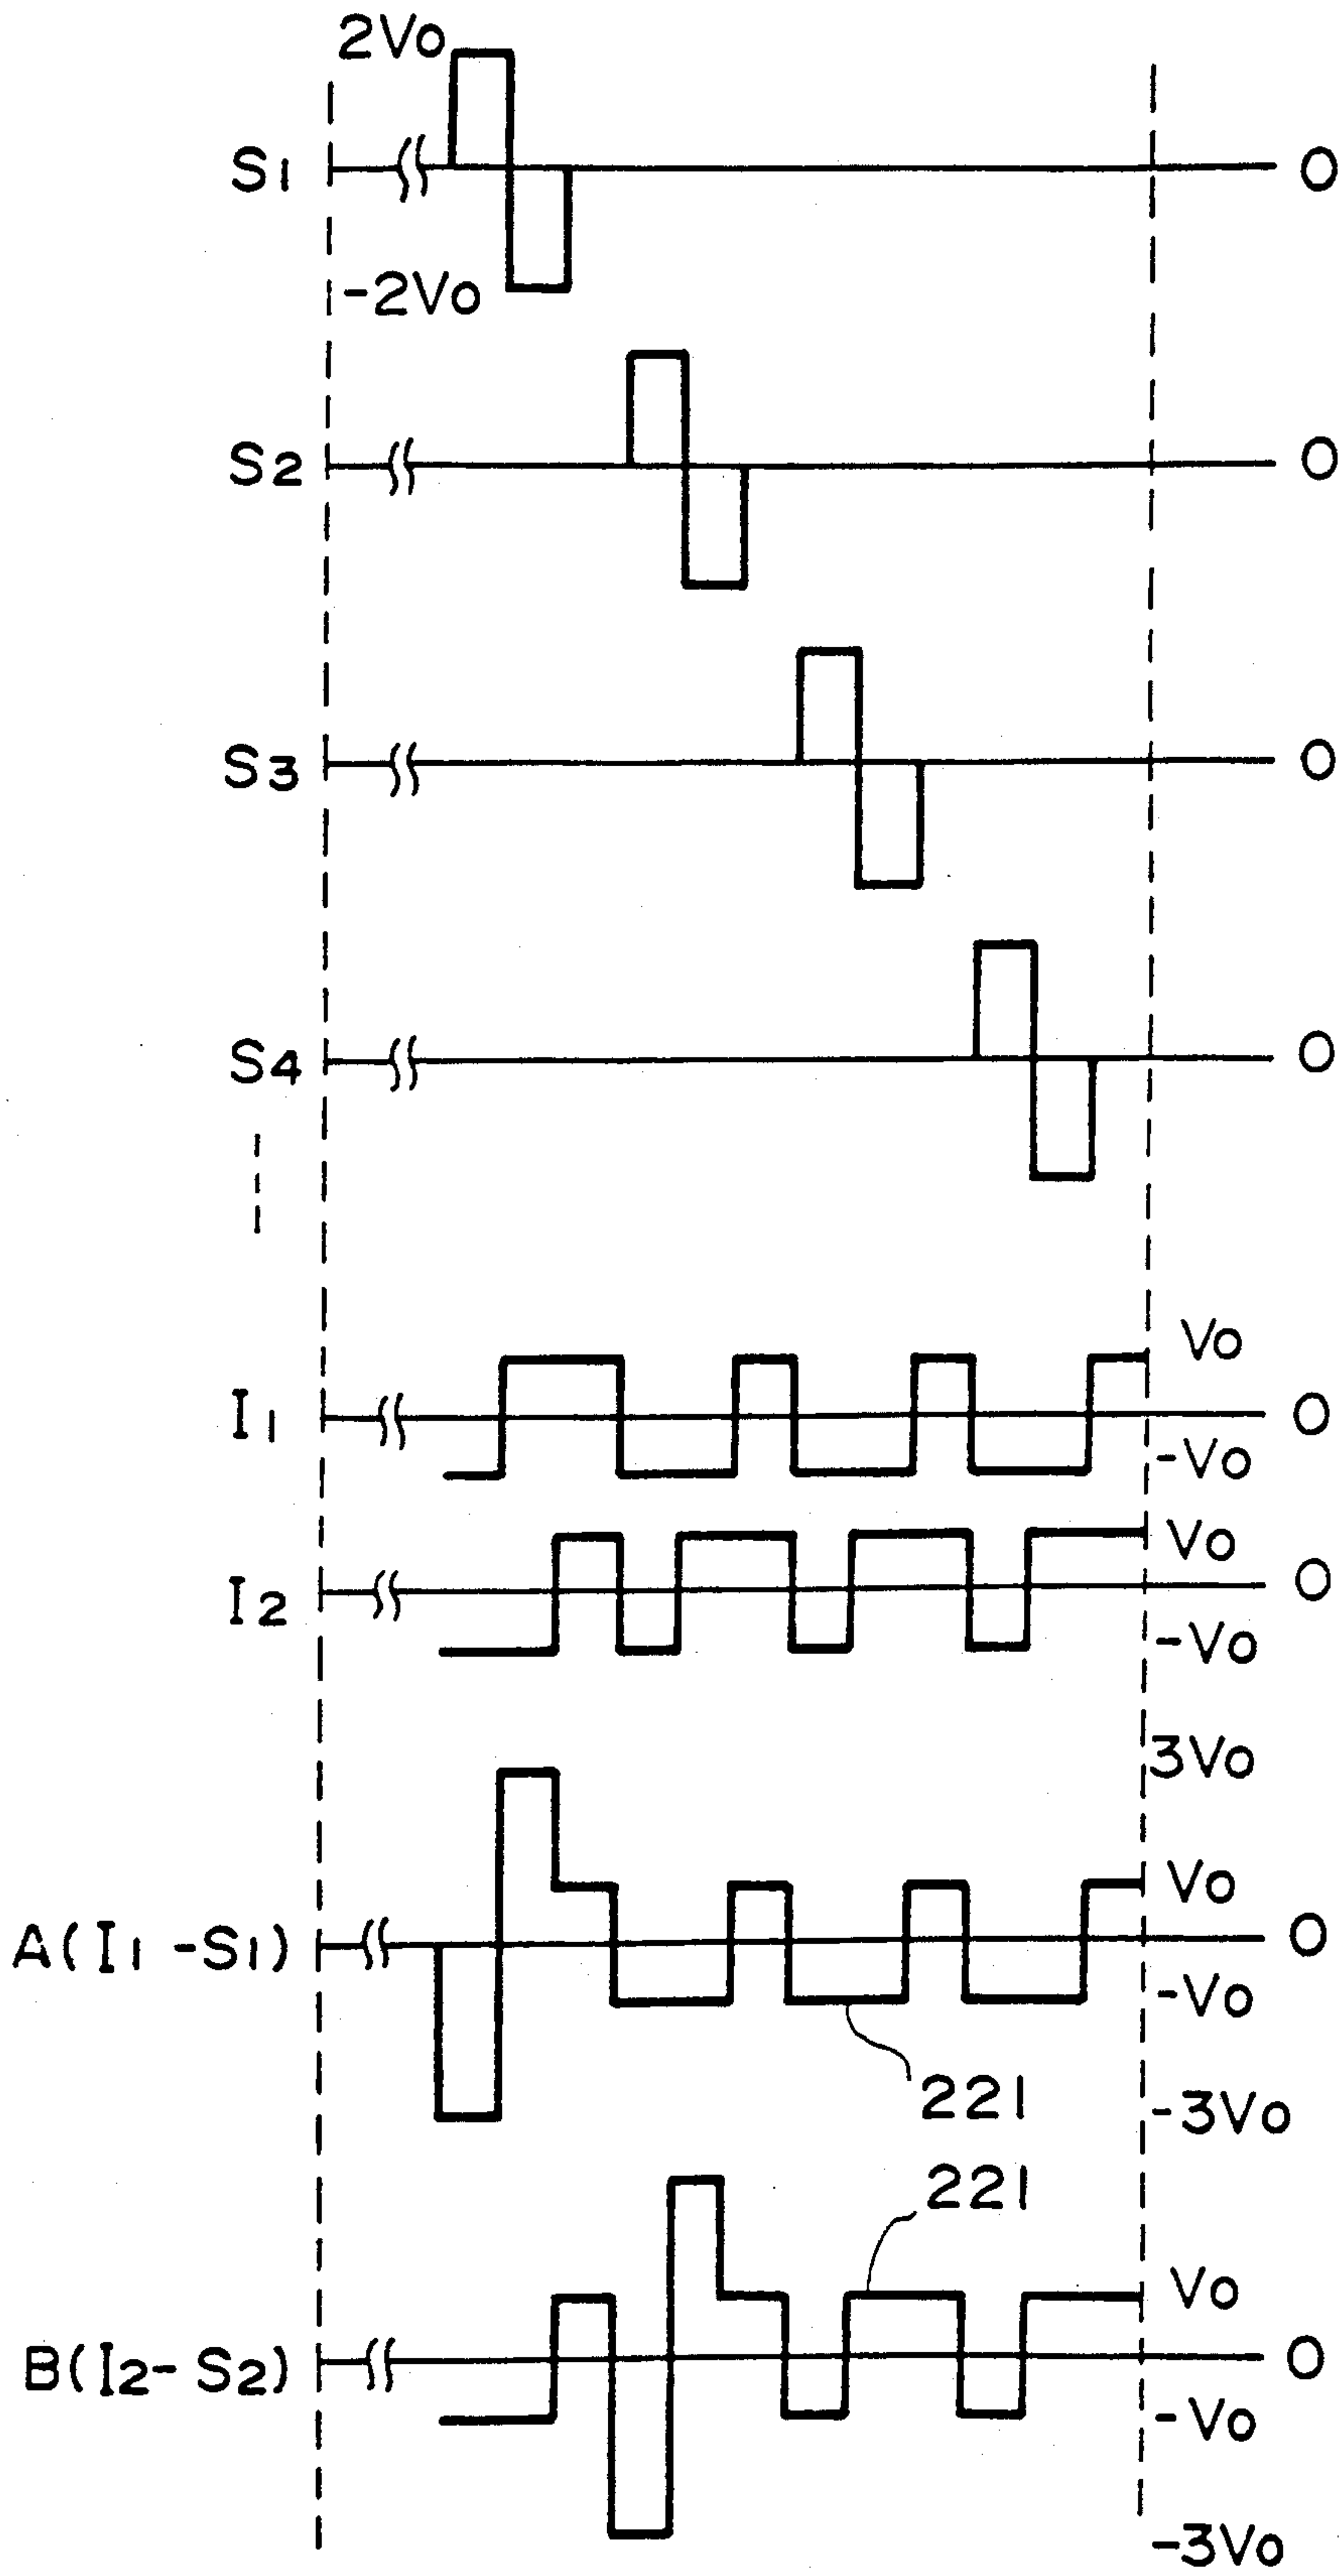 2Vo
S1 0
-2Vo
S2 0
S3 0
S4 0
Vo
I1 0
-Vo
Vo
I2 0
-Vo
3Vo
Vo
A(I1-S1) 0
-Vo
221
-3Vo
221
Vo
B(I2-S2) 0
-Vo
-3Vo